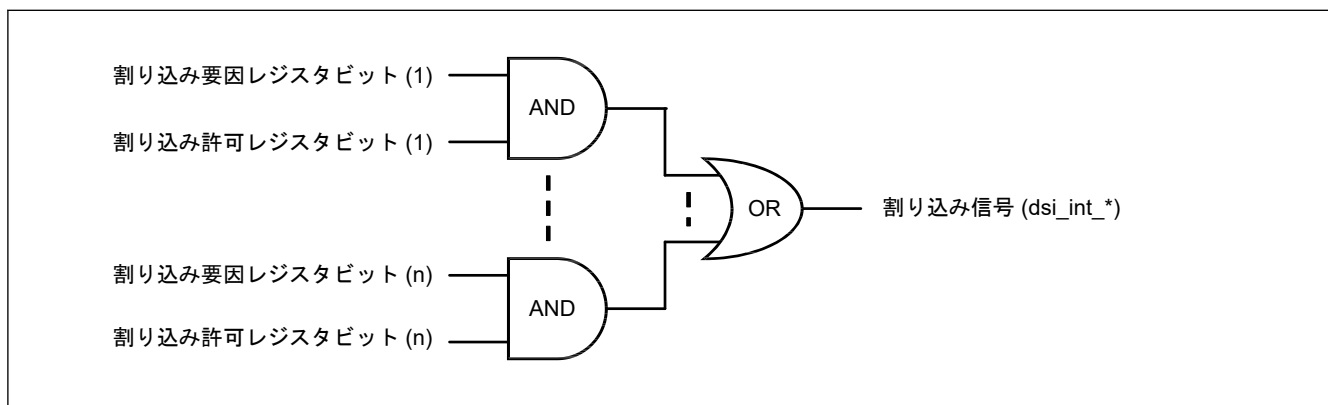 割り込み要因レジスタビット (1)
AND
割り込み許可レジスタビット (1)
OR
割り込み信号 (dsi_int_*)
割り込み要因レジスタビット (n)
AND
割り込み許可レジスタビット (n)